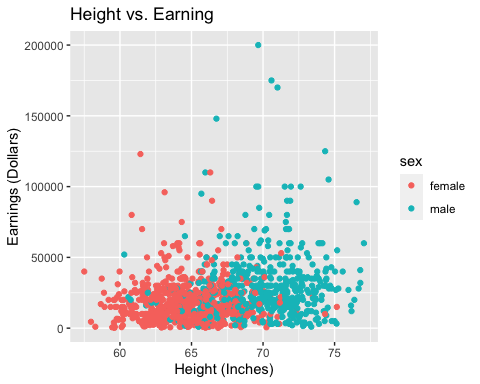 Height vs. Earning
200000
150000
100000
50000
0
Earnings (Dollars)
60
65
70
75
Height (Inches)
sex
female
male